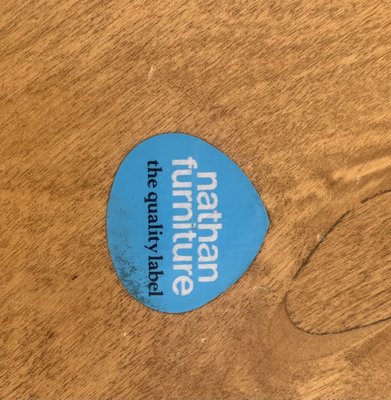 nathan
furniture
the quality label